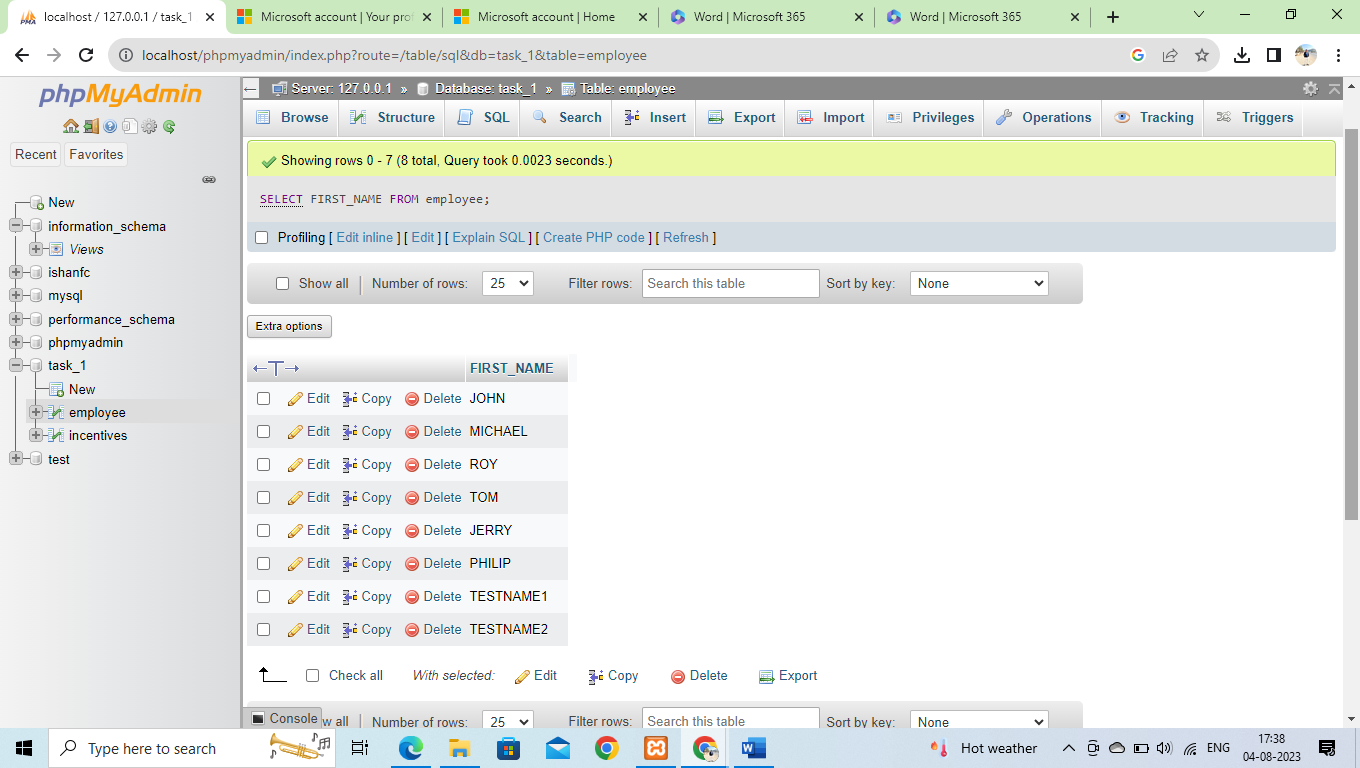 localhost / 127.0.0.1 / task_1
Microsoft account | Your prof
Microsoft account | Home
Word | Microsoft 365
Word | Microsoft 365
localhost/phpmyadmin/index.php?route=/table/sql&db=task_1&table=employee
phpMyAdmin
Recent
Favorites
New
information_schema
Views
ishanfc
mysql
performance_schema
phpmyadmin
task_1
New
employee
incentives
test
Server: 127.0.0.1 » Database: task_1 » Table: employee
Browse Structure SQL Search Insert Export Import Privileges Operations Tracking Triggers
Showing rows 0 - 7 (8 total, Query took 0.0023 seconds.)
SELECT FIRST_NAME FROM employee;
Profiling [ Edit inline ] [ Edit ] [ Explain SQL ] [ Create PHP code ] [ Refresh ]
Show all | Number of rows: 25 Filter rows: Search this table Sort by key: None
Extra options
←T→ FIRST_NAME
Edit Copy Delete JOHN
Edit Copy Delete MICHAEL
Edit Copy Delete ROY
Edit Copy Delete TOM
Edit Copy Delete JERRY
Edit Copy Delete PHILIP
Edit Copy Delete TESTNAME1
Edit Copy Delete TESTNAME2
Check all With selected: Edit Copy Delete Export
Console
w all | Number of rows: 25 Filter rows: Search this table Sort by key: None
Type here to search
Hot weather
ENG
17:38
04-08-2023